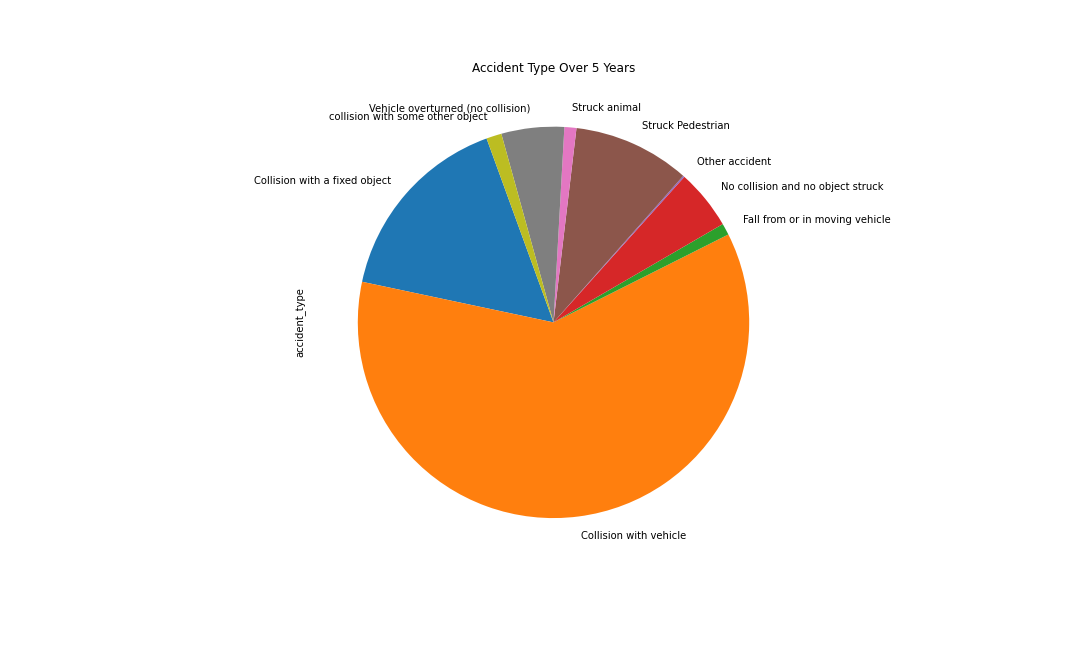 Accident Type Over 5 Years
Vehicle overturned (no collision)
Struck animal
collision with some other object
Struck Pedestrian
Other accident
Collision with a fixed object
No collision and no object struck
Fall from or in moving vehicle
accident_type
Collision with vehicle